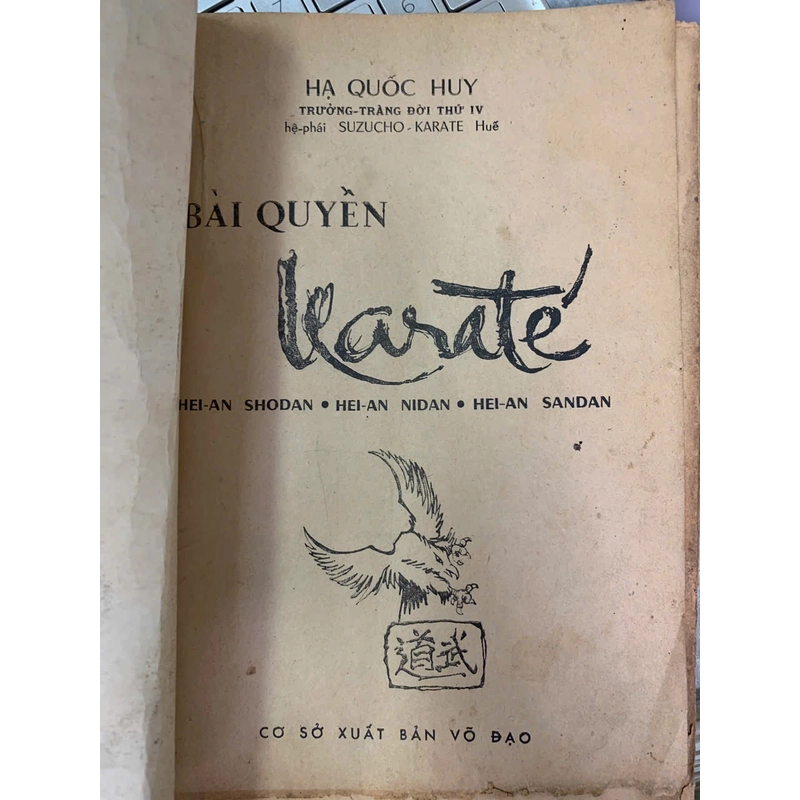 HẠ QUỐC HUY
TRƯỞNG-TRÀNG ĐỜI THỨ IV
hệ-phái SUZUCHO-KARATE Huế
BÀI QUYỀN
Karaté
HEI-AN SHODAN • HEI-AN NIDAN • HEI-AN SANDAN
道武
CƠ SỞ XUẤT BẢN VÕ ĐẠO